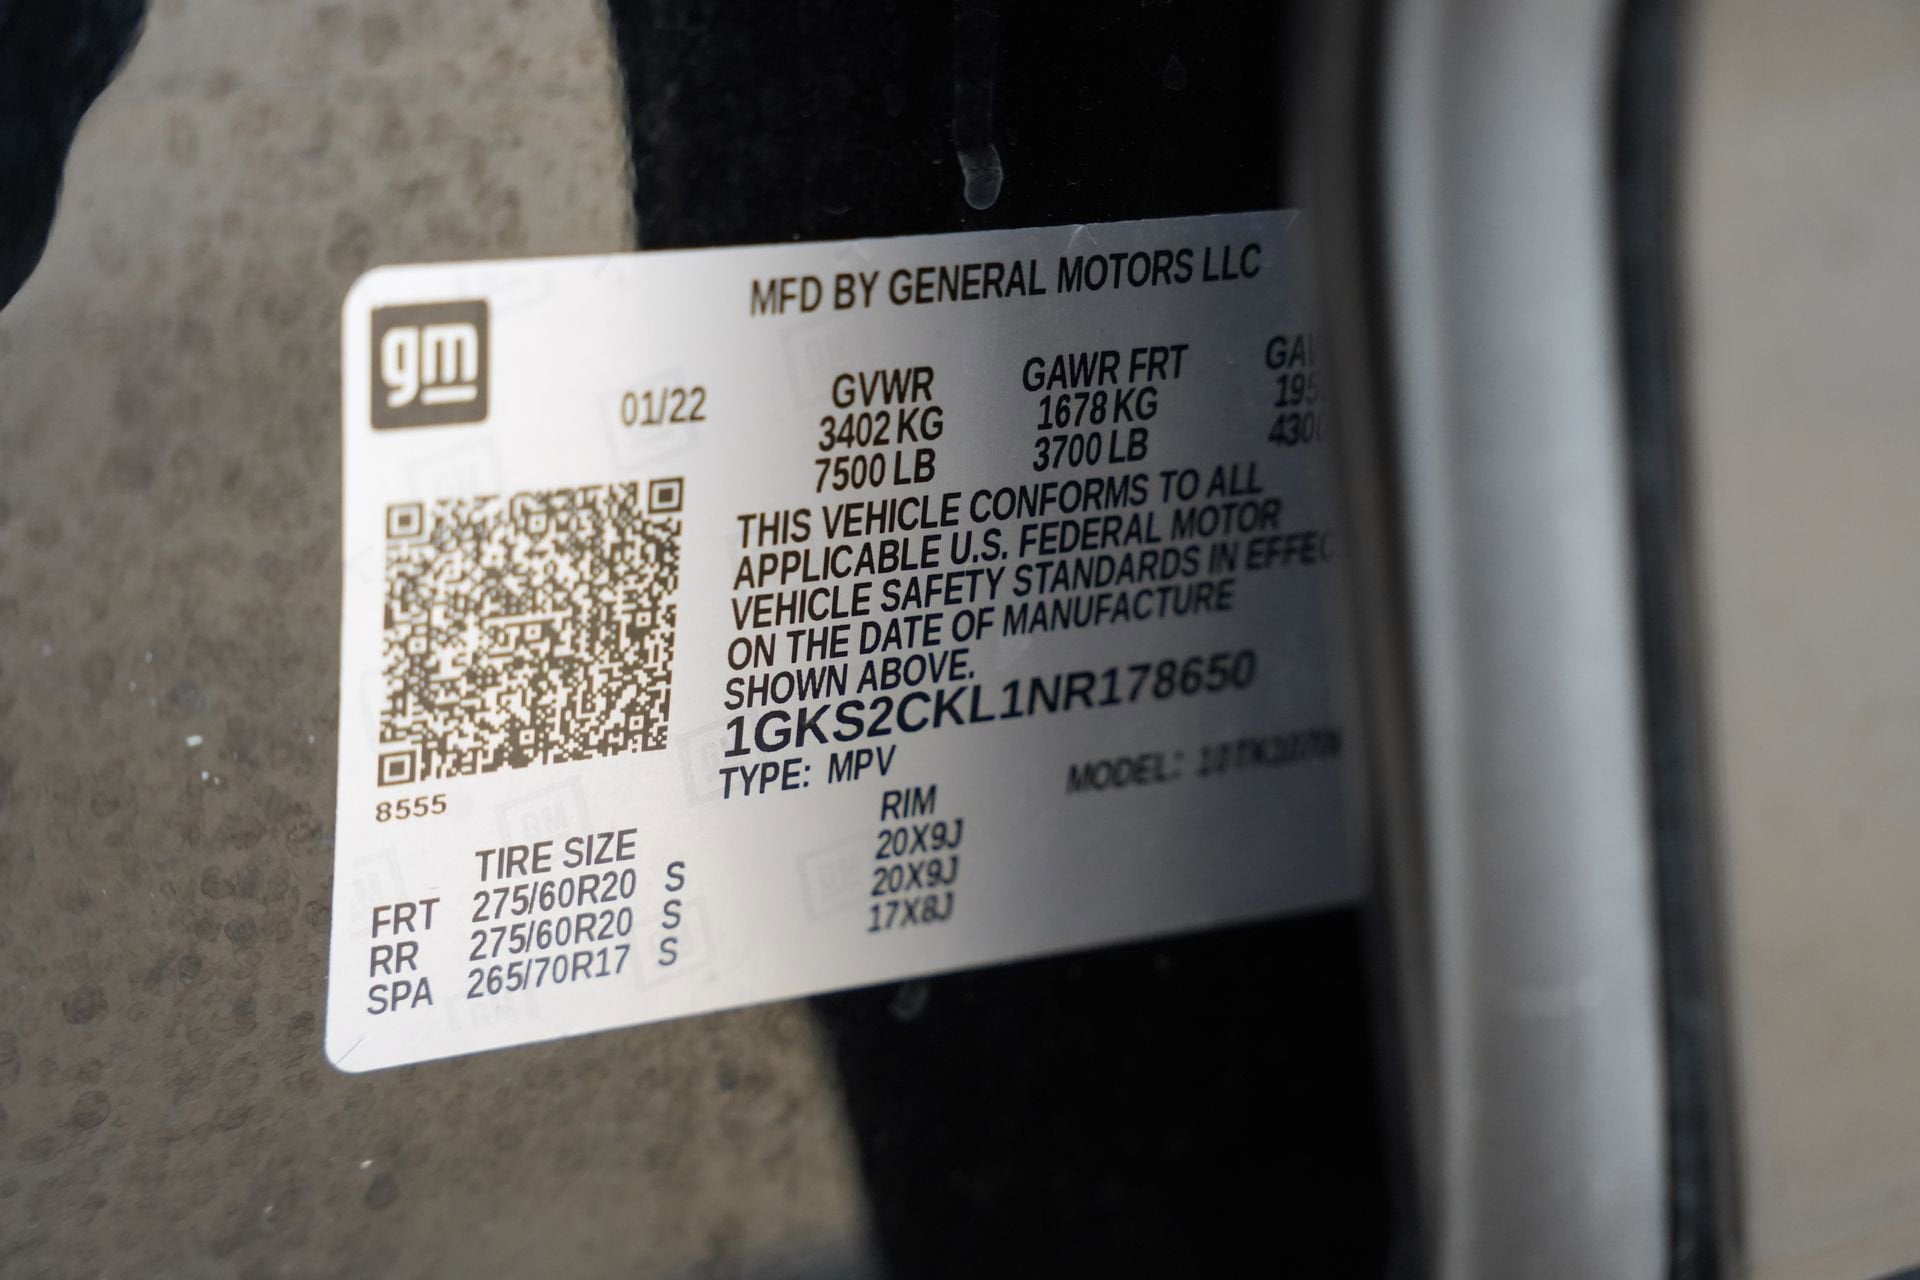 gm
MFD BY GENERAL MOTORS LLC
01/22
GVWR GAWR FRT
3402 KG 1678 KG
7500 LB 3700 LB
THIS VEHICLE CONFORMS TO ALL
APPLICABLE U.S. FEDERAL MOTOR
VEHICLE SAFETY STANDARDS IN EFFEC
ON THE DATE OF MANUFACTURE
SHOWN ABOVE.
1GKS2CKL1NR178650
TYPE: MPV MODEL:
8555
TIRE SIZE RIM
FRT 275/60R20 S 20X9J
RR 275/60R20 S 20X9J
SPA 265/70R17 S 17X8J